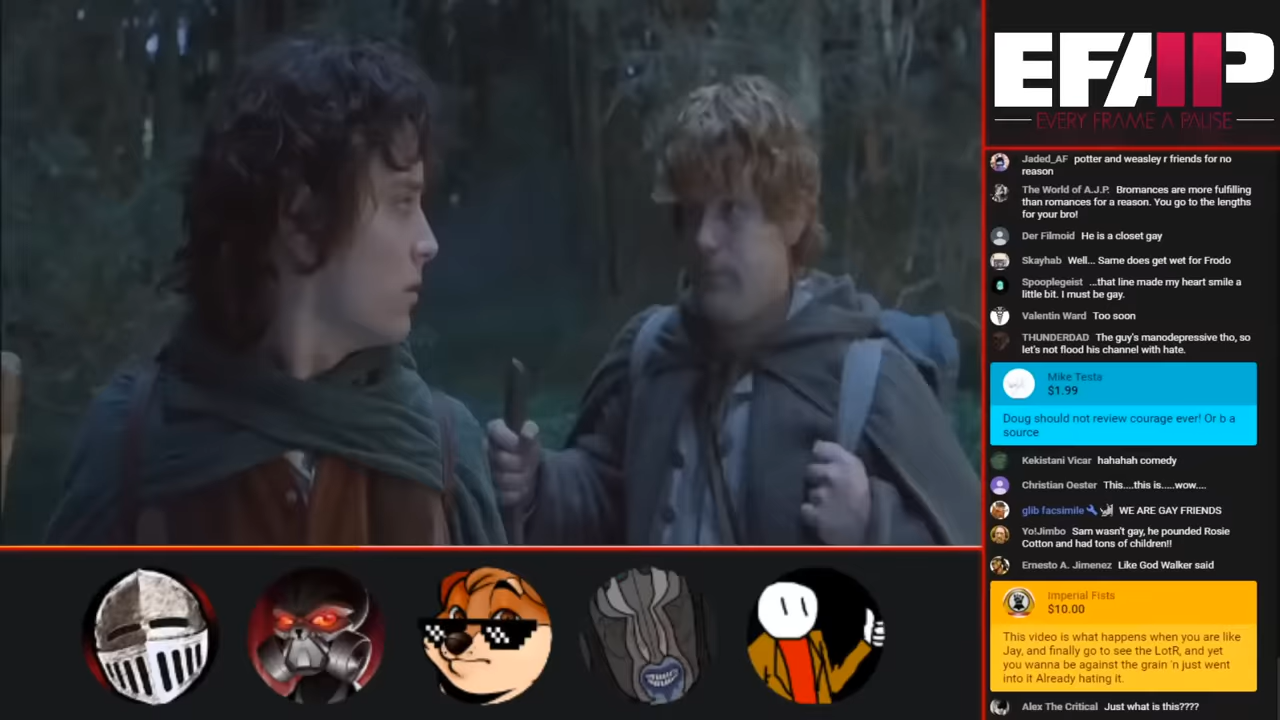 EFAP
EVERY FRAME A PAUSE
Jaded_AF potter and weasley r friends for no
reason
The World of A.J.P. Bromances are more fulfilling
than romances for a reason. You go to the lengths
for your bro!
Der Filmoid He is a closet gay
Skayhab Well... Same does get wet for Frodo
Spooplegeist ...that line made my heart smile a
little bit. I must be gay.
Valentin Ward Too soon
THUNDERDAD The guy's manodepressive tho, so
let's not flood his channel with hate.
Mike Testa
$1.99
Doug should not review courage ever! Or b a
source
Kekistani Vicar hahahah comedy
Christian Oester This....this is.....wow....
glib facsimile WE ARE GAY FRIENDS
Yo!Jimbo Sam wasn't gay, he pounded Rosie
Cotton and had tons of children!!
Ernesto A. Jimenez Like God Walker said
Imperial Fists
$10.00
This video is what happens when you are like
Jay, and finally go to see the LotR, and yet
you wanna be against the grain 'n just went
into it Already hating it.
Alex The Critical Just what is this????